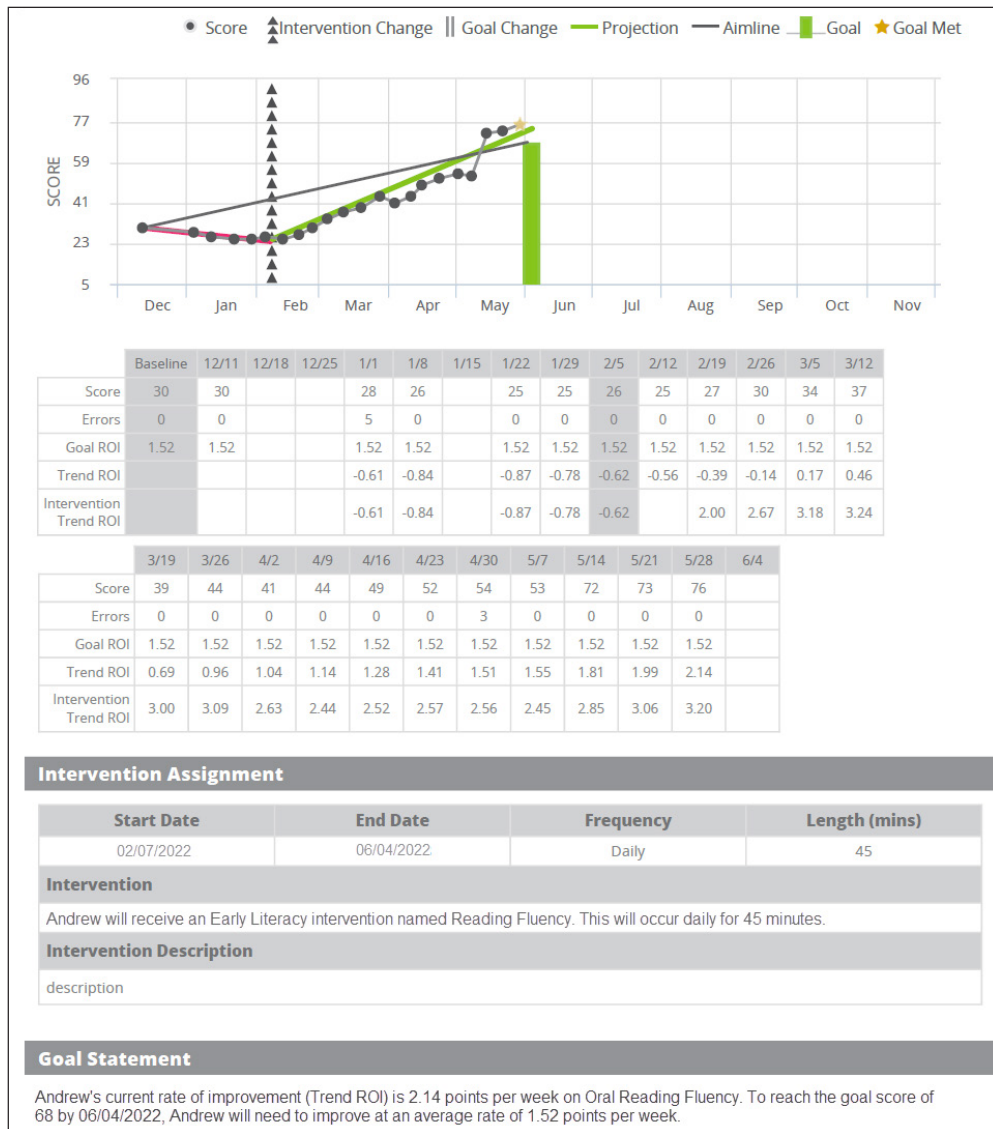 Score Intervention Change Goal Change Projection Aimline Goal Goal Met
96
77
59
41
23
5
SCORE
Dec Jan Feb Mar Apr May Jun Jul Aug Sep Oct Nov
Baseline 12/11 12/18 12/25 1/1 1/8 1/15 1/22 1/29 2/5 2/12 2/19 2/26 3/5 3/12
Score 30 30 28 26 25 25 26 25 27 30 34 37
Errors 0 0 5 0 0 0 0 0 0 0 0 0
Goal ROI 1.52 1.52 1.52 1.52 1.52 1.52 1.52 1.52 1.52 1.52 1.52 1.52
Trend ROI -0.61 -0.84 -0.87 -0.78 -0.62 -0.56 -0.39 -0.14 0.17 0.46
Intervention
Trend ROI -0.61 -0.84 -0.87 -0.78 -0.62 2.00 2.67 3.18 3.24
3/19 3/26 4/2 4/9 4/16 4/23 4/30 5/7 5/14 5/21 5/28 6/4
Score 39 44 41 44 49 52 54 53 72 73 76
Errors 0 0 0 0 0 0 3 0 0 0 0
Goal ROI 1.52 1.52 1.52 1.52 1.52 1.52 1.52 1.52 1.52 1.52 1.52
Trend ROI 0.69 0.96 1.04 1.14 1.28 1.41 1.51 1.55 1.81 1.99 2.14
Intervention
Trend ROI 3.00 3.09 2.63 2.44 2.52 2.57 2.56 2.45 2.85 3.06 3.20
Intervention Assignment
Start Date End Date Frequency Length (mins)
02/07/2022 06/04/2022 Daily 45
Intervention
Andrew will receive an Early Literacy intervention named Reading Fluency. This will occur daily for 45 minutes.
Intervention Description
description
Goal Statement
Andrew's current rate of improvement (Trend ROI) is 2.14 points per week on Oral Reading Fluency. To reach the goal score of
68 by 06/04/2022, Andrew will need to improve at an average rate of 1.52 points per week.